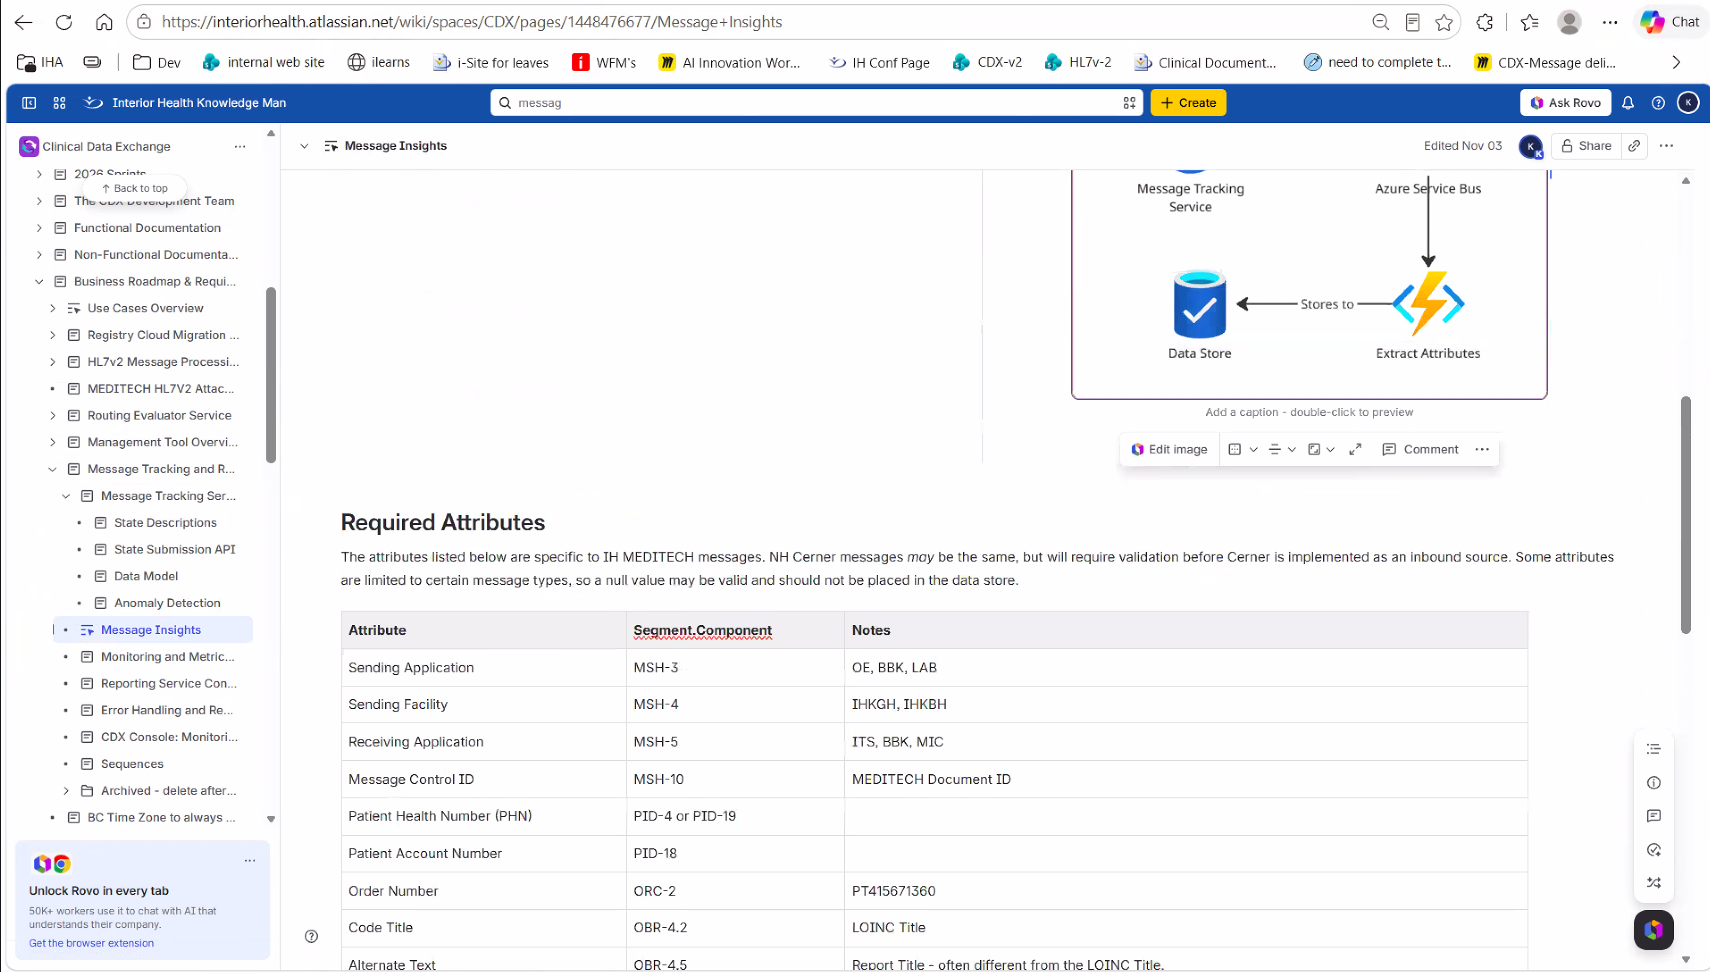 https://interiorhealth.atlassian.net/wiki/spaces/CDX/pages/1448476677/Message+Insights
Chat
IHA
Dev
internal web site
ilearns
i-Site for leaves
WFM's
AI Innovation Wor...
IH Conf Page
CDX-v2
HL7v-2
Clinical Document...
need to complete t...
CDX-Message deli...
Interior Health Knowledge Man
messag
Create
Ask Rovo
K
Clinical Data Exchange
2026 Sprints
Back to top
The CDX Development Team
Functional Documentation
Non-Functional Documenta...
Business Roadmap & Requi...
Use Cases Overview
Registry Cloud Migration ...
HL7v2 Message Processi...
MEDITECH HL7V2 Attac...
Routing Evaluator Service
Management Tool Overvi...
Message Tracking and R...
Message Tracking Ser...
State Descriptions
State Submission API
Data Model
Anomaly Detection
Message Insights
Monitoring and Metric...
Reporting Service Con...
Error Handling and Re...
CDX Console: Monitori...
Sequences
Archived - delete after...
BC Time Zone to always ...
Unlock Rovo in every tab
50K+ workers use it to chat with AI that
understands their company.
Get the browser extension
Message Insights
Edited Nov 03
K
K
Share
Message Tracking
Service
Azure Service Bus
Stores to
Data Store
Extract Attributes
Add a caption - double-click to preview
Edit image
Comment
Required Attributes
The attributes listed below are specific to IH MEDITECH messages. NH Cerner messages may be the same, but will require validation before Cerner is implemented as an inbound source. Some attributes
are limited to certain message types, so a null value may be valid and should not be placed in the data store.
Attribute Segment.Component Notes
Sending Application MSH-3 OE, BBK, LAB
Sending Facility MSH-4 IHKGH, IHKBH
Receiving Application MSH-5 ITS, BBK, MIC
Message Control ID MSH-10 MEDITECH Document ID
Patient Health Number (PHN) PID-4 or PID-19
Patient Account Number PID-18
Order Number ORC-2 PT415671360
Code Title OBR-4.2 LOINC Title
Alternate Text OBR-4.5 Report Title - often different from the LOINC Title.